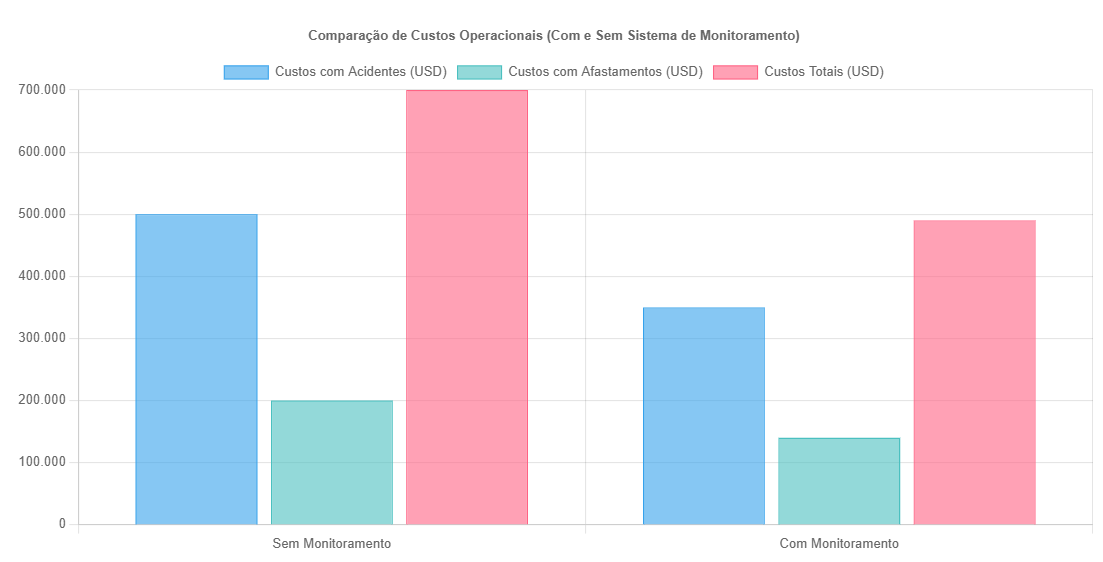 Comparação de Custos Operacionais (Com e Sem Sistema de Monitoramento)
Custos com Acidentes (USD) Custos com Afastamentos (USD) Custos Totais (USD)
700.000
600.000
500.000
400.000
300.000
200.000
100.000
0
Sem Monitoramento Com Monitoramento